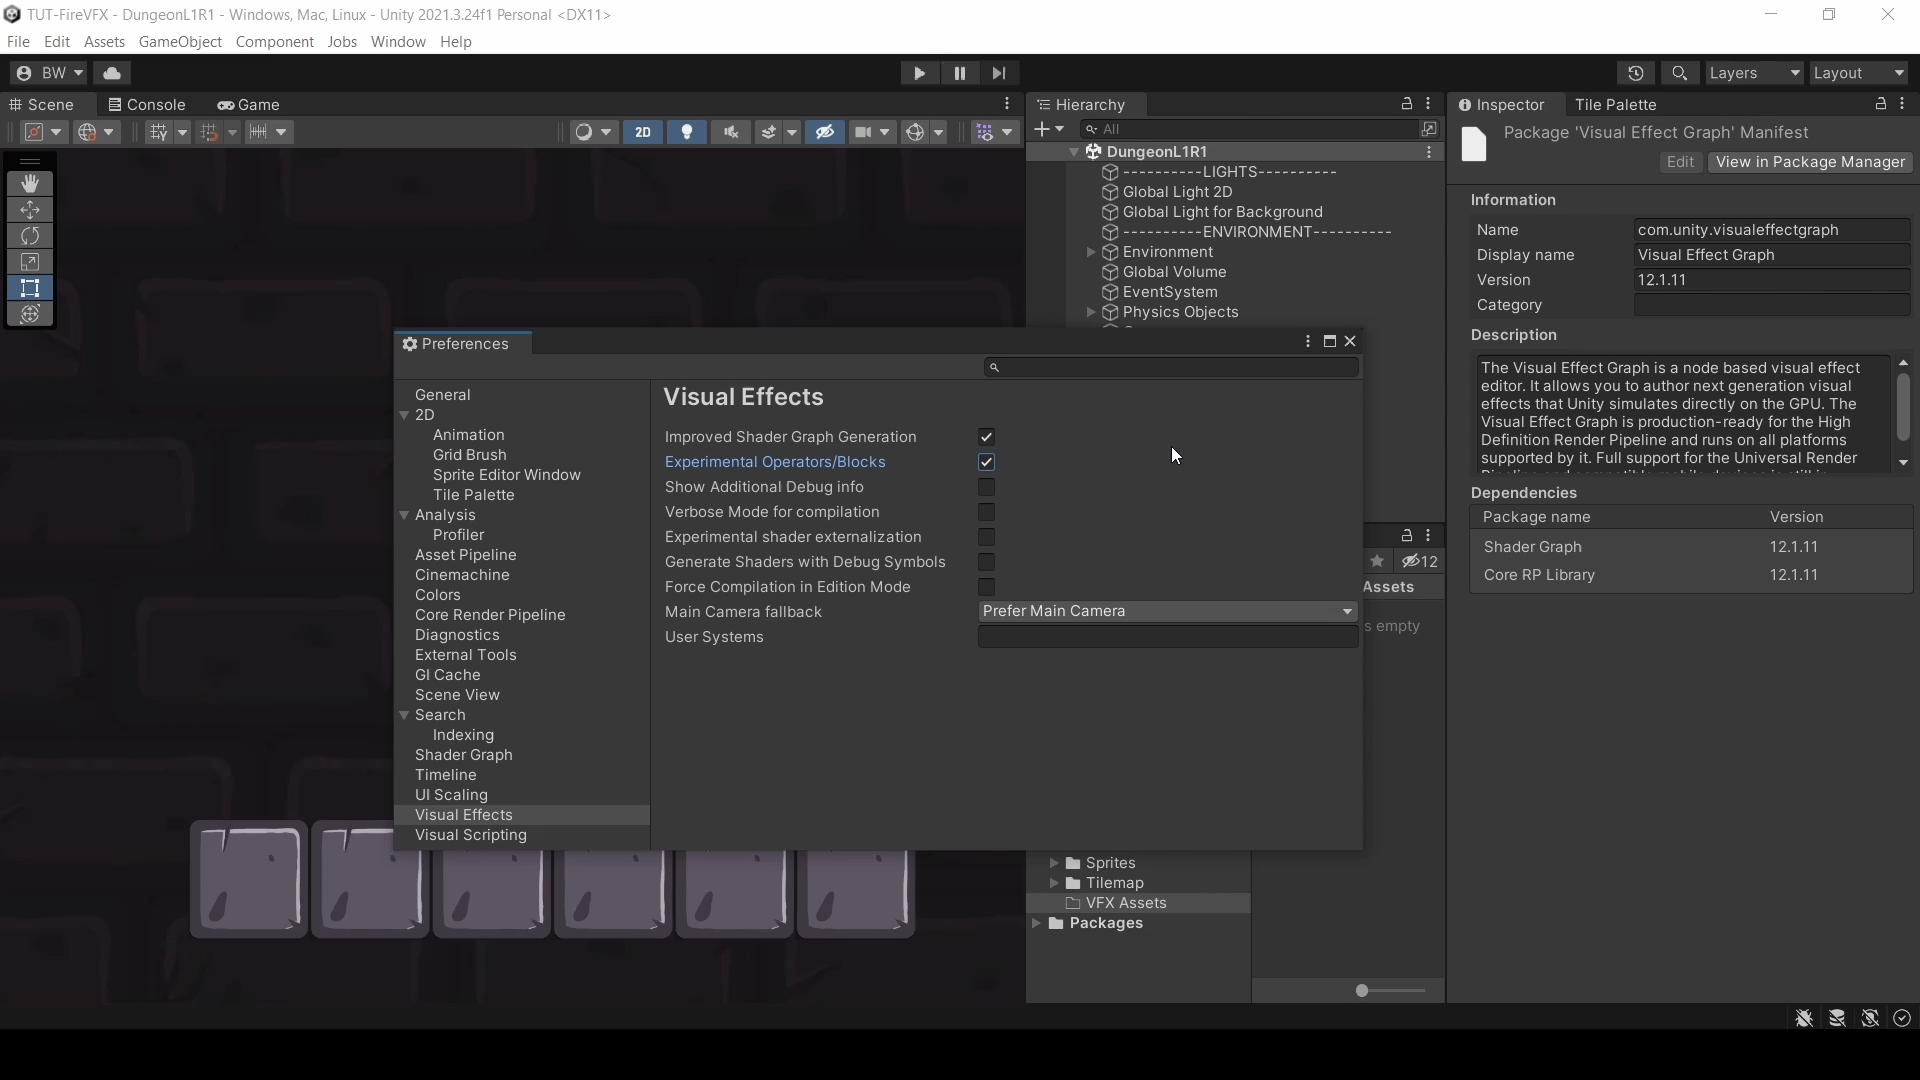 TUT-FireVFX - DungeonL1R1 - Windows, Mac, Linux - Unity 2021.3.24f1 Personal <DX11>
File Edit Assets GameObject Component Jobs Window Help
BW Layers Layout
Scene Console Game
2D
Hierarchy
All
DungeonL1R1
----------LIGHTS----------
Global Light 2D
Global Light for Background
----------ENVIRONMENT----------
Environment
Global Volume
EventSystem
Physics Objects
Inspector Tile Palette
Package 'Visual Effect Graph' Manifest
Edit View in Package Manager
Information
Name com.unity.visualeffectgraph
Display name Visual Effect Graph
Version 12.1.11
Category
Description
The Visual Effect Graph is a node based visual effect
editor. It allows you to author next generation visual
effects that Unity simulates directly on the GPU. The
Visual Effect Graph is production-ready for the High
Definition Render Pipeline and runs on all platforms
supported by it. Full support for the Universal Render
Dependencies
Package name Version
Shader Graph 12.1.11
Core RP Library 12.1.11
Preferences
General
2D
Animation
Grid Brush
Sprite Editor Window
Tile Palette
Analysis
Profiler
Asset Pipeline
Cinemachine
Colors
Core Render Pipeline
Diagnostics
External Tools
GI Cache
Scene View
Search
Indexing
Shader Graph
Timeline
UI Scaling
Visual Effects
Visual Scripting
Visual Effects
Improved Shader Graph Generation
Experimental Operators/Blocks
Show Additional Debug info
Verbose Mode for compilation
Experimental shader externalization
Generate Shaders with Debug Symbols
Force Compilation in Edition Mode
Main Camera fallback Prefer Main Camera
User Systems
12
Assets
s empty
Sprites
Tilemap
VFX Assets
Packages